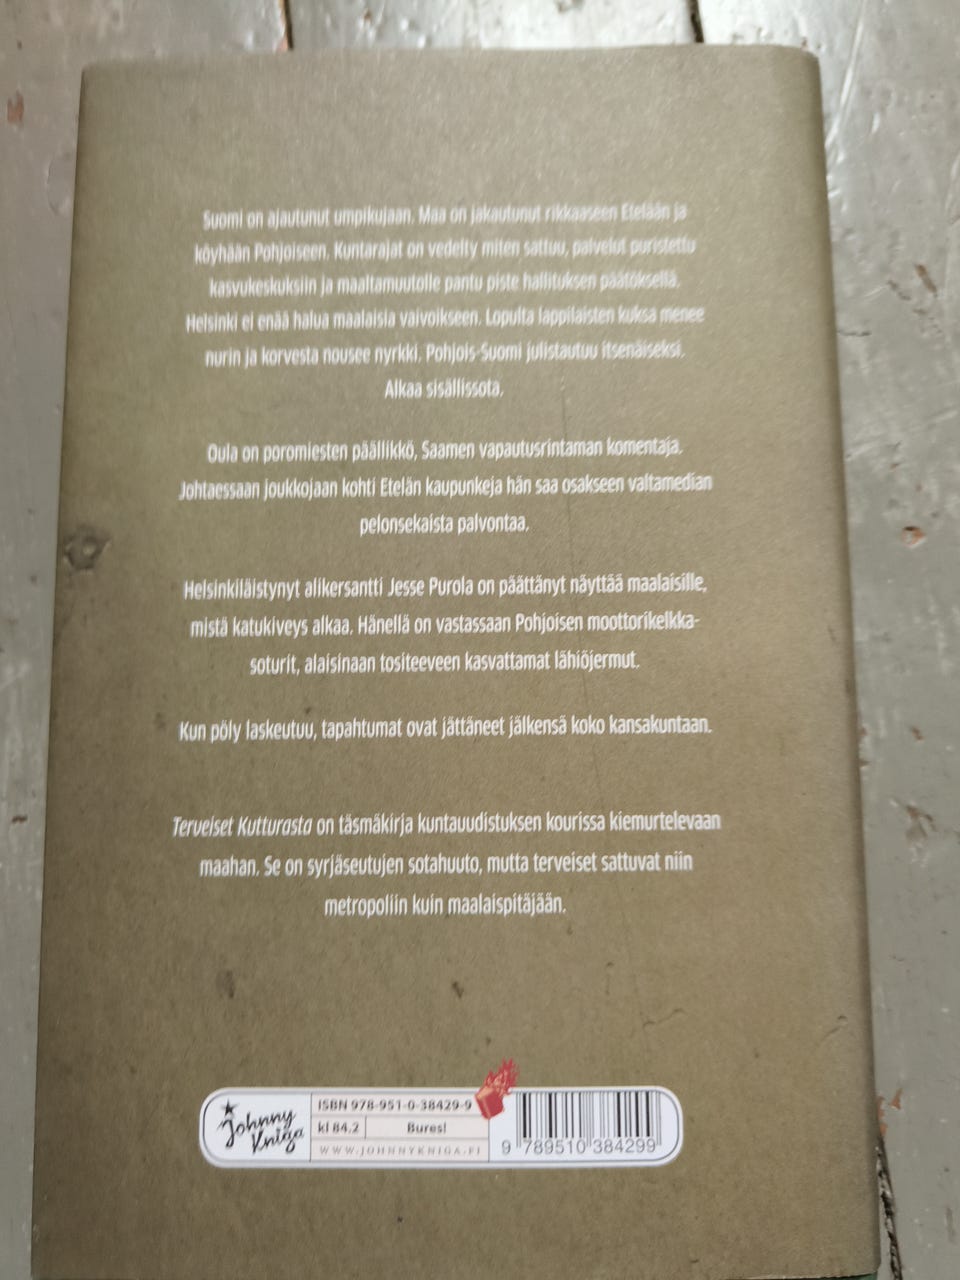 Suomi on ajautunut umpikujaan. Maa on jakautunut rikkaaseen Etelään ja
köyhään Pohjoiseen. Kuntarajat on vedelty miten sattuu, palvelut puristettu
kasvukeskuksiin ja maaltamuutolle pantu piste hallituksen päätöksellä.
Helsinki ei enää halua maalaisia vaivoikseen. Lopulta lappilaisten kuksa menee
nurin ja korvesta nousee nyrkki. Pohjois-Suomi julistautuu itsenäiseksi.
Alkaa sisällissota.
Oula on poromiesten päällikkö, Saamen vapautusrintaman komentaja.
Johtaessaan joukkojaan kohti Etelän kaupunkeja hän saa osakseen valtamedian
pelonsekaista palvontaa.
Helsinkiläistynyt alikersantti Jesse Purola on päättänyt näyttää maalaisille,
mistä katukiveys alkaa. Hänellä on vastassaan Pohjoisen moottorikelkka-
soturit, alaisinaan tositeeveen kasvattamat lähiöjermut.
Kun pöly laskeutuu, tapahtumat ovat jättäneet jälkensä koko kansakuntaan.
Terveiset Kutturasta on täsmäkirja kuntauudistuksen kourissa kiemurtelevaan
maahan. Se on syrjäseutujen sotahuuto, mutta terveiset sattuvat niin
metropoliin kuin maalaispitäjään.
Johnny Kniga
ISBN 978-951-0-38429-9
kl 84.2 Bures!
WWW.JOHNNYKNIGA.FI
9 789510 384299